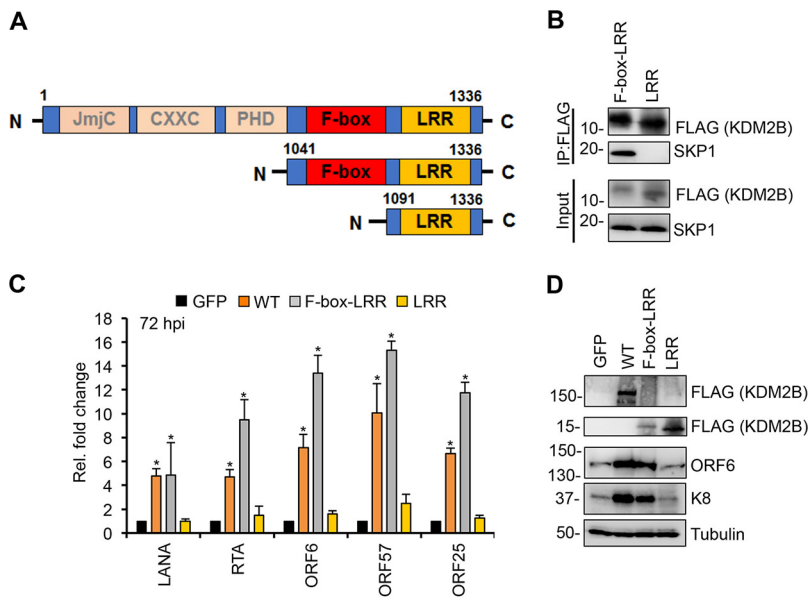 A
1 1336
N JmjC CXXC PHD F-box LRR C
1041 1336
N F-box LRR C
1091 1336
N LRR C
B
F-box-LRR
LRR
IP:FLAG
10- FLAG (KDM2B)
20- SKP1
Input
10- FLAG (KDM2B)
20- SKP1
C
GFP WT F-box-LRR LRR
72 hpi
Rel. fold change
18
16
14
12
10
8
6
4
2
0
* * * * * * * * * *
LANA
RTA
ORF6
ORF57
ORF25
D
GFP
WT
F-box-LRR
LRR
150- FLAG (KDM2B)
15- FLAG (KDM2B)
150-
130- ORF6
37- K8
50- Tubulin